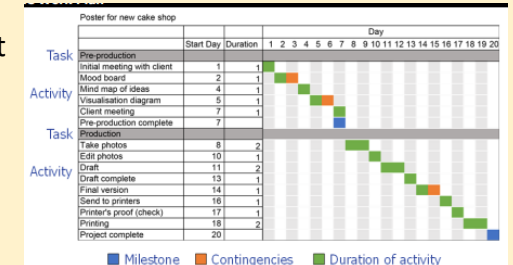 Poster for new cake shop
Day
Start Day Duration 1 2 3 4 5 6 7 8 9 10 11 12 13 14 15 16 17 18 19 20
t
Task Pre-production
Initial meeting with client 1 1
Mood board 2 1
Activity Mind map of ideas 4 1
Visualisation diagram 5 1
Client meeting 7 1
Pre-production complete 7
Task Production
Take photos 8 2
Edit photos 10 1
Activity Draft 11 2
Draft complete 13 1
Final version 14 1
Send to printers 16 1
Printer's proof (check) 17 1
Printing 18 2
Project complete 20
Milestone Contingencies Duration of activity